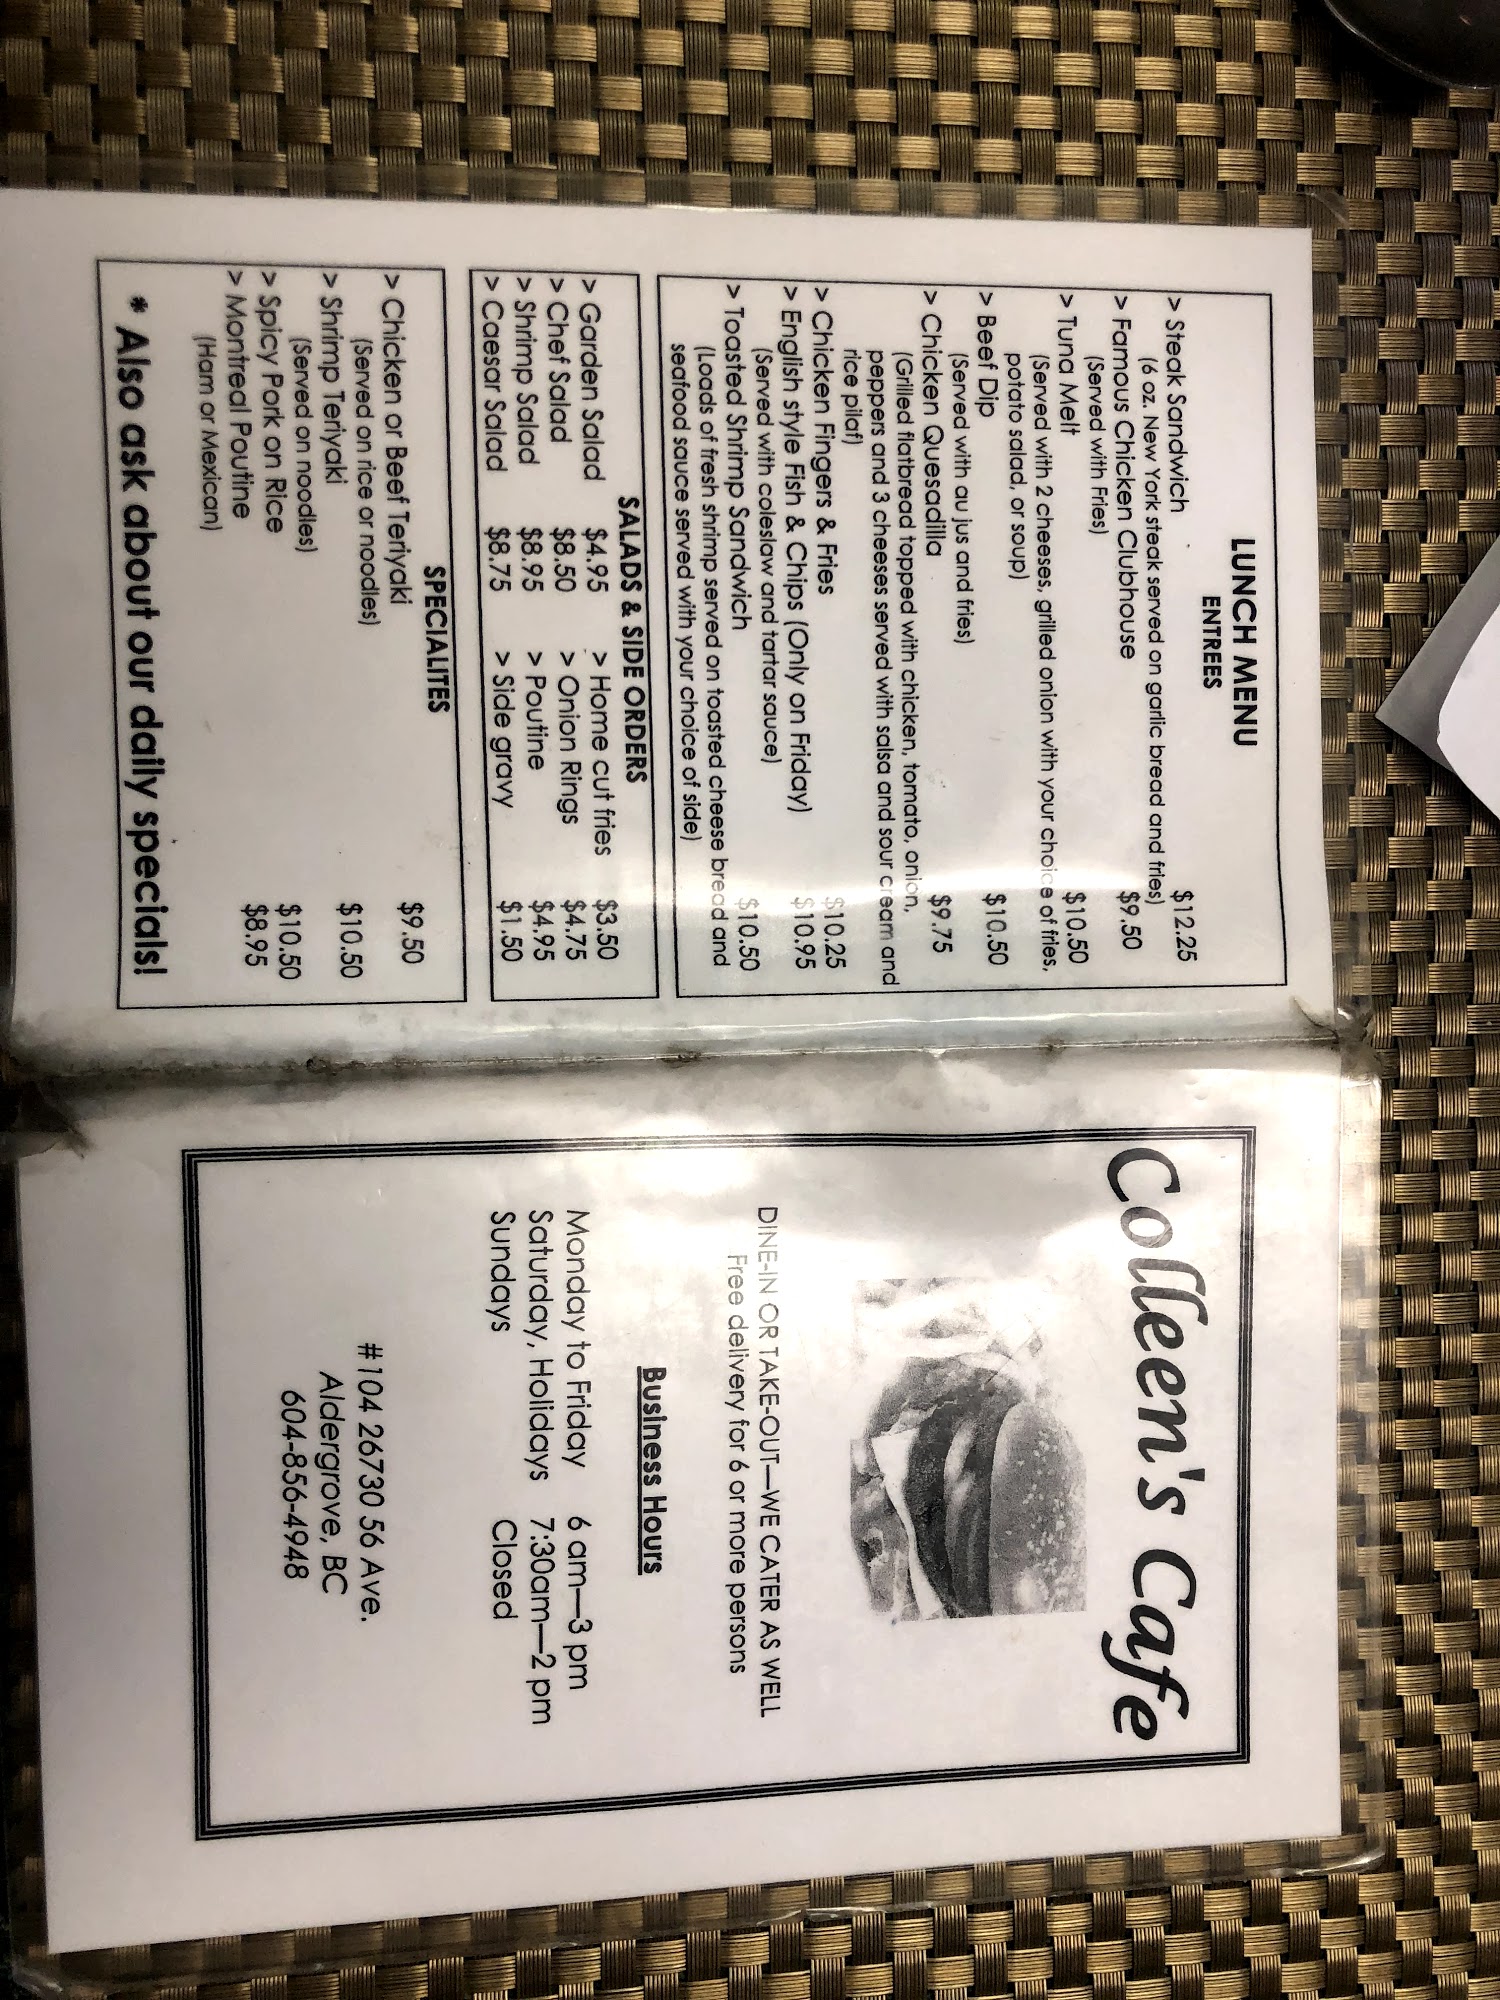 LUNCH MENU
ENTREES
> Steak Sandwich $12.25
(6 oz. New York steak served on garlic bread and fries)
> Famous Chicken Clubhouse $9.50
(Served with Fries)
> Tuna Melt $10.50
(Served with 2 cheeses, grilled onion with your choice of fries,
potato salad, or soup)
> Beef Dip $10.50
(Served with au jus and fries)
> Chicken Quesadilla $9.75
(Grilled flatbread topped with chicken, tomato, onion,
peppers and 3 cheeses served with salsa and sour cream and
rice pilaf)
> Chicken Fingers & Fries $10.25
> English style Fish & Chips (Only on Friday) $10.95
(Served with coleslaw and tartar sauce)
> Toasted Shrimp Sandwich $10.50
(Loads of fresh shrimp served on toasted cheese bread and
seafood sauce served with your choice of side)
SALADS & SIDE ORDERS
> Garden Salad $4.95 > Home cut fries $3.50
> Chef Salad $8.50 > Onion Rings $4.75
> Shrimp Salad $8.95 > Poutine $4.95
> Caesar Salad $8.75 > Side gravy $1.50
SPECIALITES
> Chicken or Beef Teriyaki $9.50
(Served on rice or noodles)
> Shrimp Teriyaki $10.50
(Served on noodles)
> Spicy Pork on Rice $10.50
> Montreal Poutine $8.95
(Ham or Mexican)
* Also ask about our daily specials!
Colleen's Cafe
DINE-IN OR TAKE-OUT—WE CATER AS WELL
Free delivery for 6 or more persons
Business Hours
Monday to Friday 6 am—3 pm
Saturday, Holidays 7:30am—2 pm
Sundays Closed
#104 26730 56 Ave.
Aldergrove, BC
604-856-4948